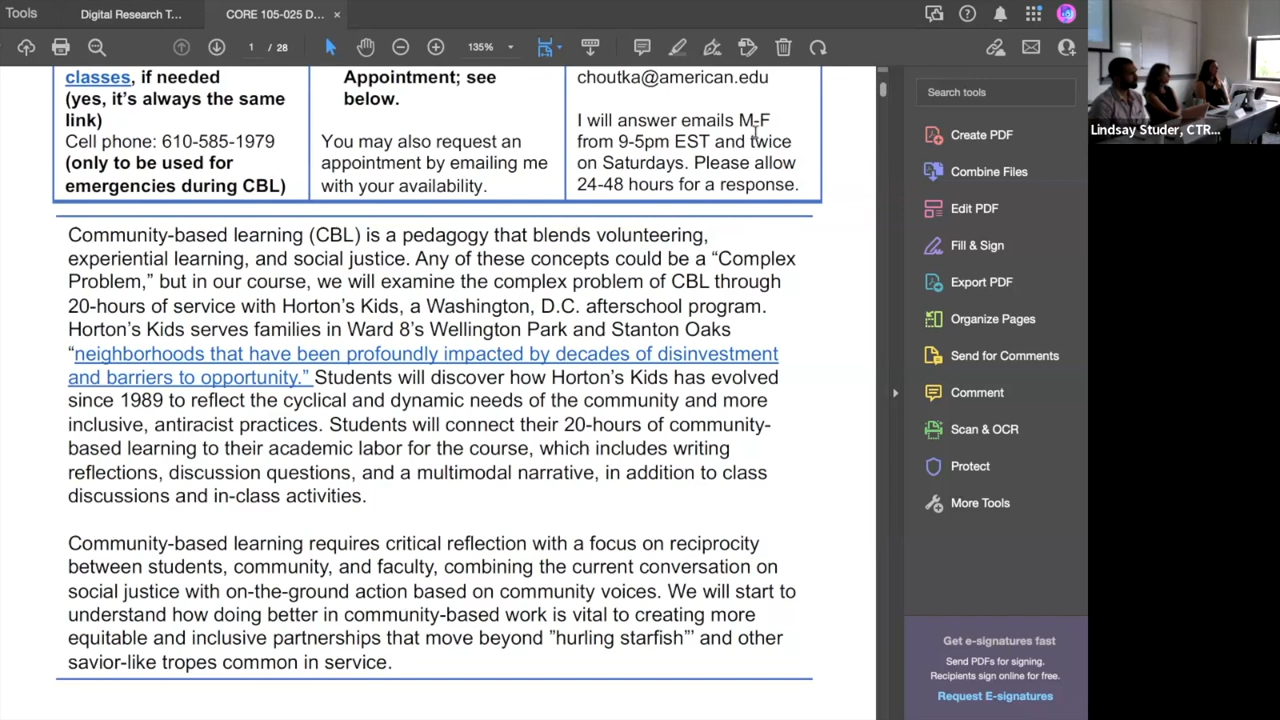 Tools
Digital Research T...
CORE 105-025 D...
×
1 / 28
135%
classes, if needed
(yes, it’s always the same
link)
Cell phone: 610-585-1979
(only to be used for
emergencies during CBL)
Appointment; see
below.
You may also request an
appointment by emailing me
with your availability.
choutka@american.edu
I will answer emails M-F
from 9-5pm EST and twice
on Saturdays. Please allow
24-48 hours for a response.
Community-based learning (CBL) is a pedagogy that blends volunteering,
experiential learning, and social justice. Any of these concepts could be a “Complex
Problem,” but in our course, we will examine the complex problem of CBL through
20-hours of service with Horton’s Kids, a Washington, D.C. afterschool program.
Horton’s Kids serves families in Ward 8’s Wellington Park and Stanton Oaks
“neighborhoods that have been profoundly impacted by decades of disinvestment
and barriers to opportunity.” Students will discover how Horton’s Kids has evolved
since 1989 to reflect the cyclical and dynamic needs of the community and more
inclusive, antiracist practices. Students will connect their 20-hours of community-
based learning to their academic labor for the course, which includes writing
reflections, discussion questions, and a multimodal narrative, in addition to class
discussions and in-class activities.
Community-based learning requires critical reflection with a focus on reciprocity
between students, community, and faculty, combining the current conversation on
social justice with on-the-ground action based on community voices. We will start to
understand how doing better in community-based work is vital to creating more
equitable and inclusive partnerships that move beyond ”hurling starfish”’ and other
savior-like tropes common in service.
Search tools
Create PDF
Combine Files
Edit PDF
Fill & Sign
Export PDF
Organize Pages
Send for Comments
Comment
Scan & OCR
Protect
More Tools
Get e-signatures fast
Send PDFs for signing.
Recipients sign online for free.
Request E-signatures
Lindsay Studer, CTR...